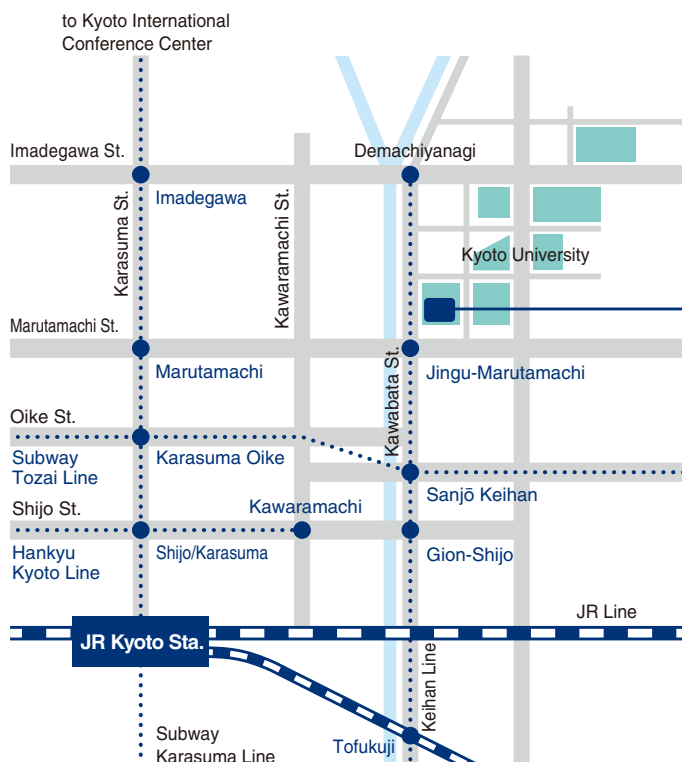 to Kyoto International
Conference Center
Imadegawa St.
Demachiyanagi
Imadegawa
Karasuma St.
Kawaramachi St.
Kyoto University
Marutamachi St.
Marutamachi
Kawabata St.
Jingu-Marutamachi
Oike St.
Subway
Tozai Line
Karasuma Oike
Sanjō Keihan
Shijo St.
Kawaramachi
Hankyu
Kyoto Line
Shijo/Karasuma
Gion-Shijo
JR Line
JR Kyoto Sta.
Keihan Line
Subway
Karasuma Line
Tofukuji